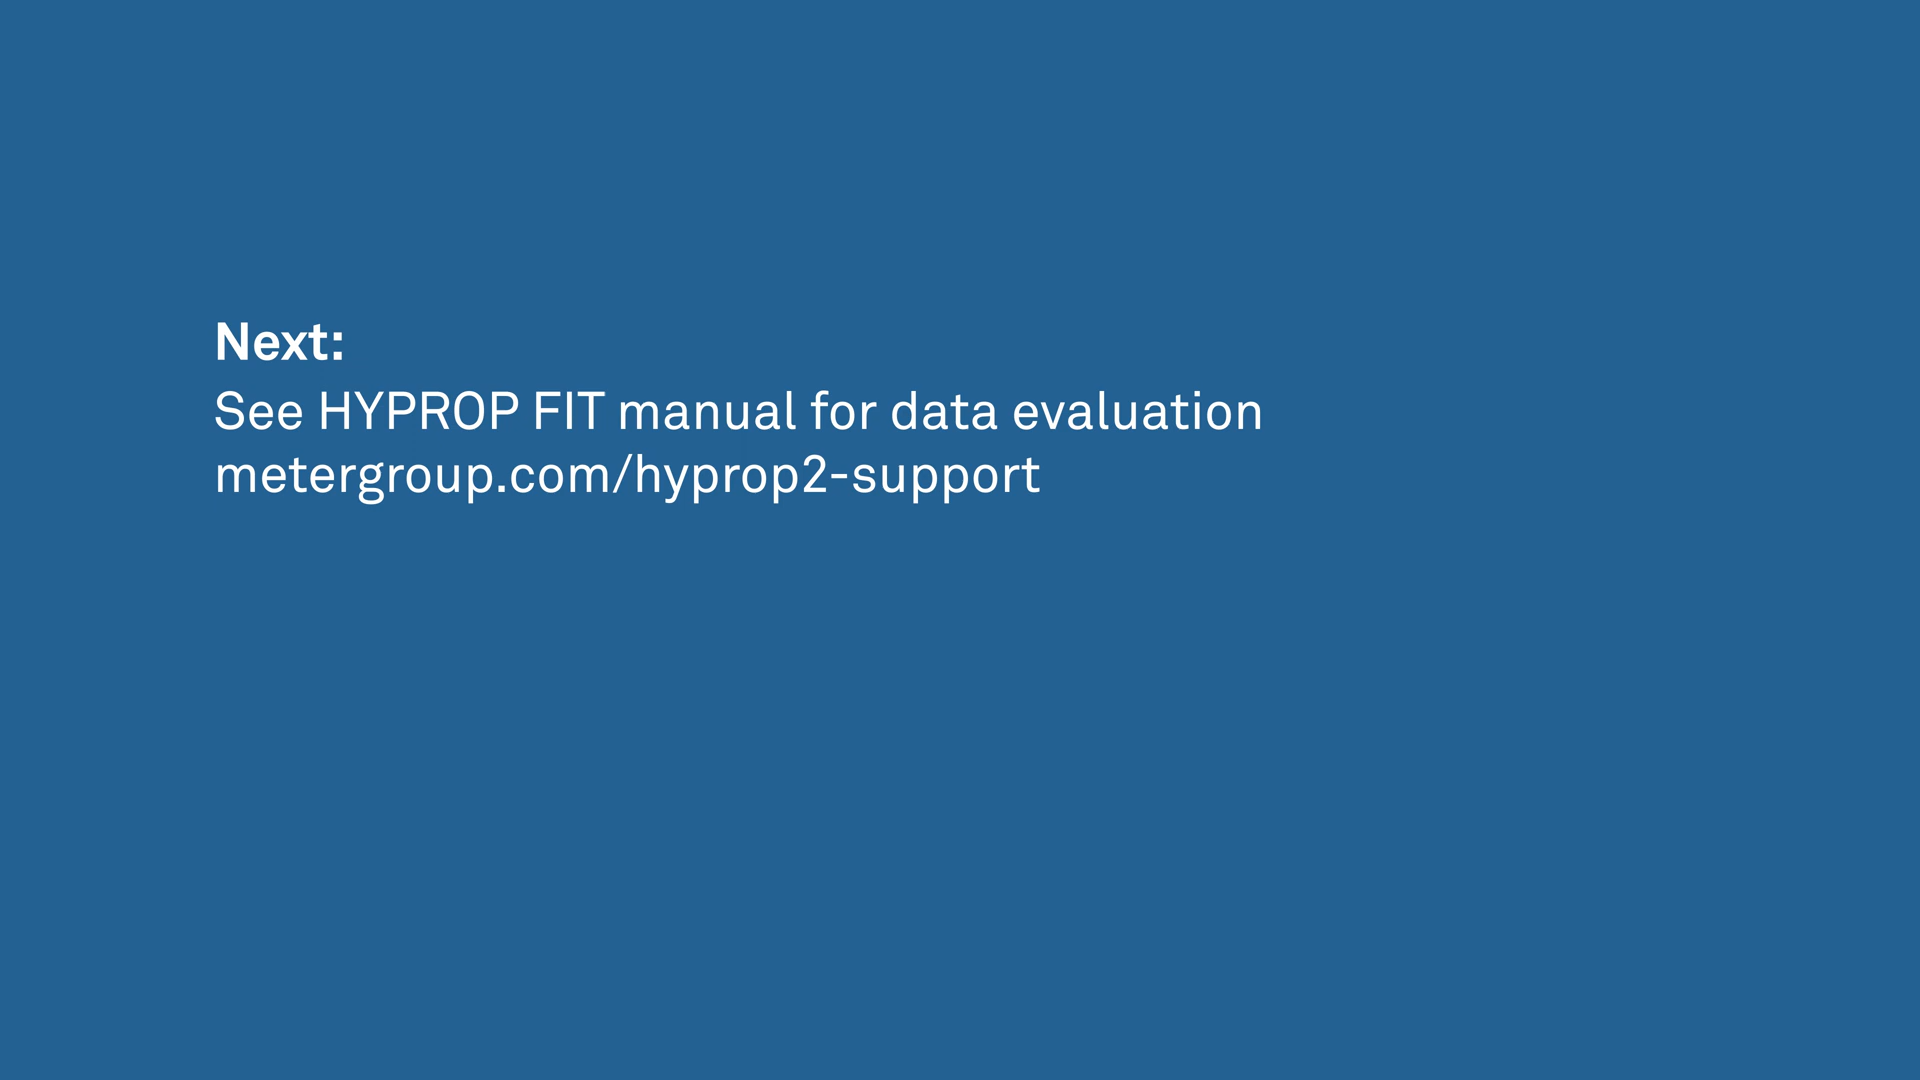 Next:
See HYPROP FIT manual for data evaluation
metergroup.com/hyprop2-support